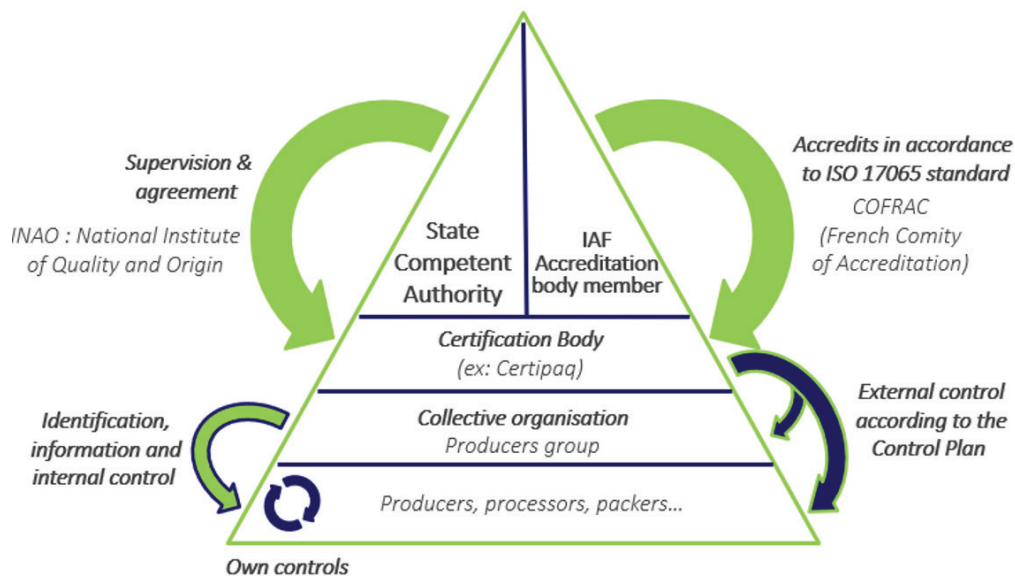 Supervision &
agreement
INAO : National Institute
of Quality and Origin
Accredits in accordance
to ISO 17065 standard
COFRAC
(French Comity
of Accreditation)
State
Competent
Authority
IAF
Accreditation
body member
Certification Body
(ex: Certipaq)
Identification,
information and
internal control
Collective organisation
Producers group
External control
according to the
Control Plan
Producers, processors, packers...
Own controls